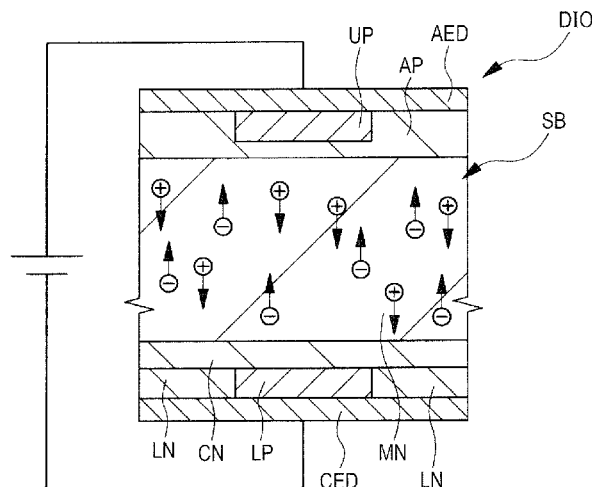 UP
AED
DIO
AP
SB
+ - + + - +
- + - - + -
LN
CN
LP
CED
MN
LN